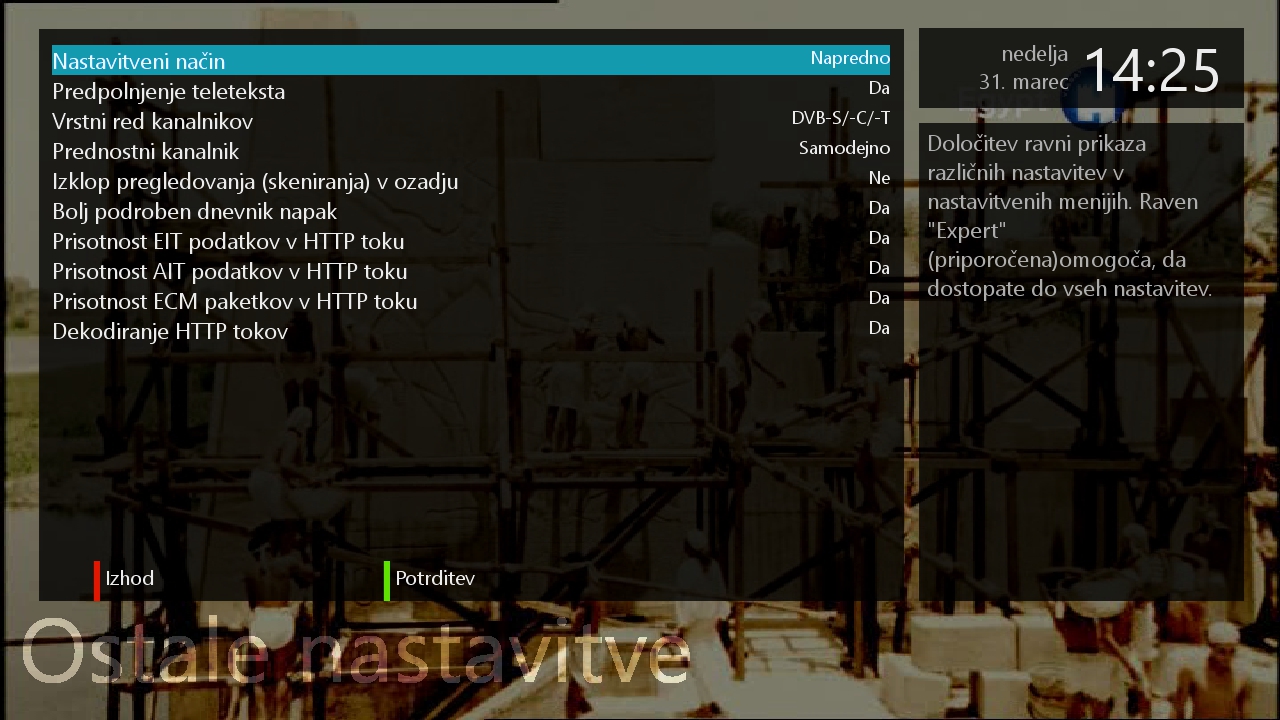 Nastavitveni način Napredno
Predpolnjenje teleteksta Da
Vrstni red kanalnikov DVB-S/-C/-T
Prednostni kanalnik Samodejno
Izklop pregledovanja (skeniranja) v ozadju Ne
Bolj podroben dnevnik napak Da
Prisotnost EIT podatkov v HTTP toku Da
Prisotnost AIT podatkov v HTTP toku Da
Prisotnost ECM paketkov v HTTP toku Da
Dekodiranje HTTP tokov Da
Izhod
Potrditev
Ostale nastavitve
nedelja
31. marec
14:25
Egypt
Določitev ravni prikaza
različnih nastavitev v
nastavitvenih menijih. Raven
"Expert"
(priporočena)omogoča, da
dostopate do vseh nastavitev.